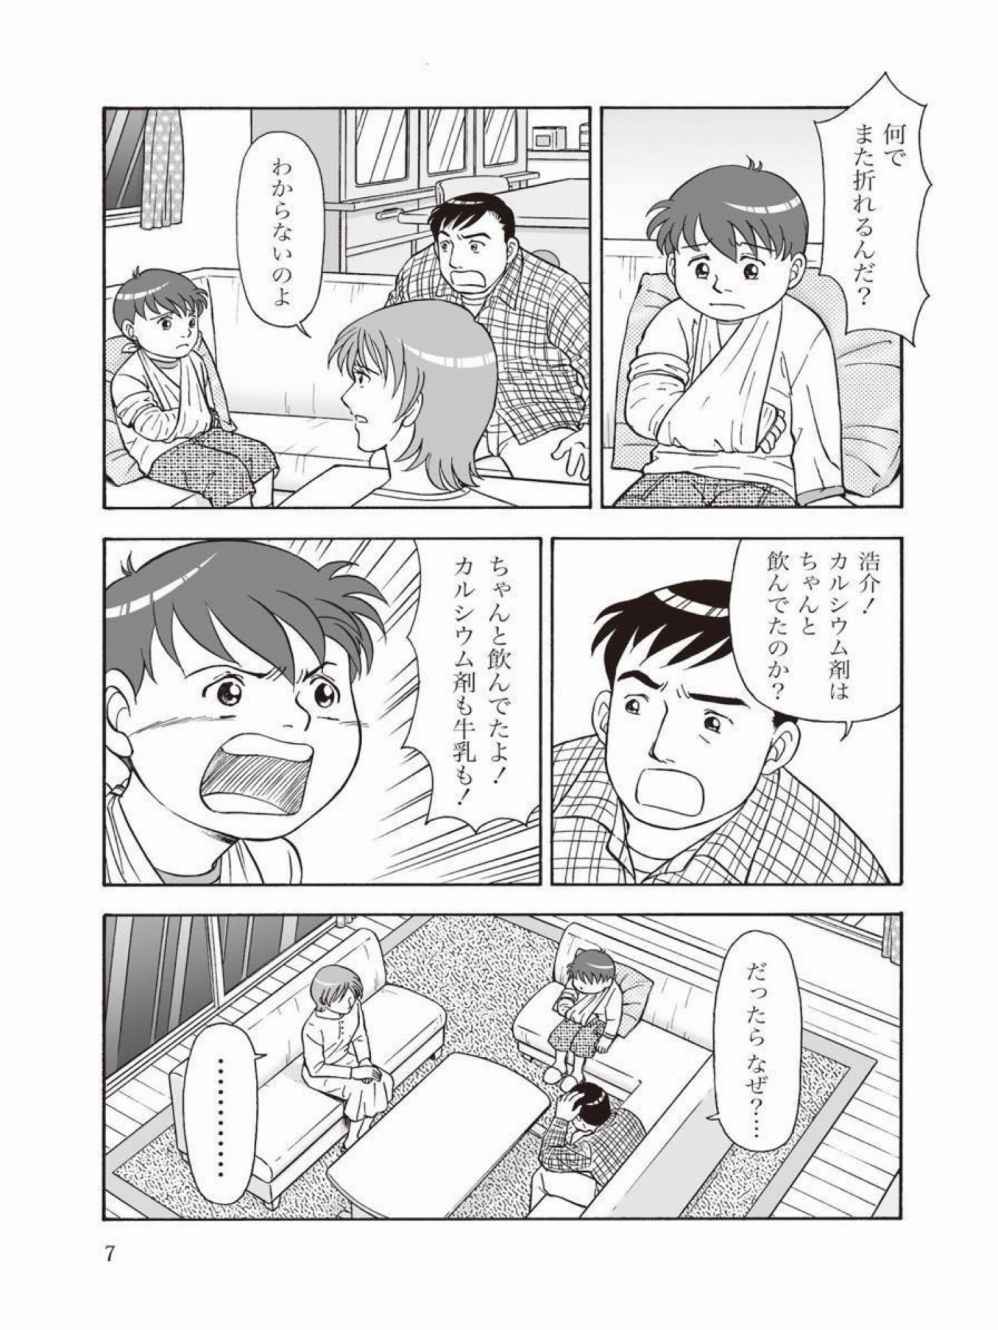 何で
また折れるんだ？
わからないのよ
浩介！
カルシウム剤は
ちゃんと
飲んでたのか？
ちゃんと飲んでたよ！
カルシウム剤も牛乳も！
だったら なぜ？…
…………
7